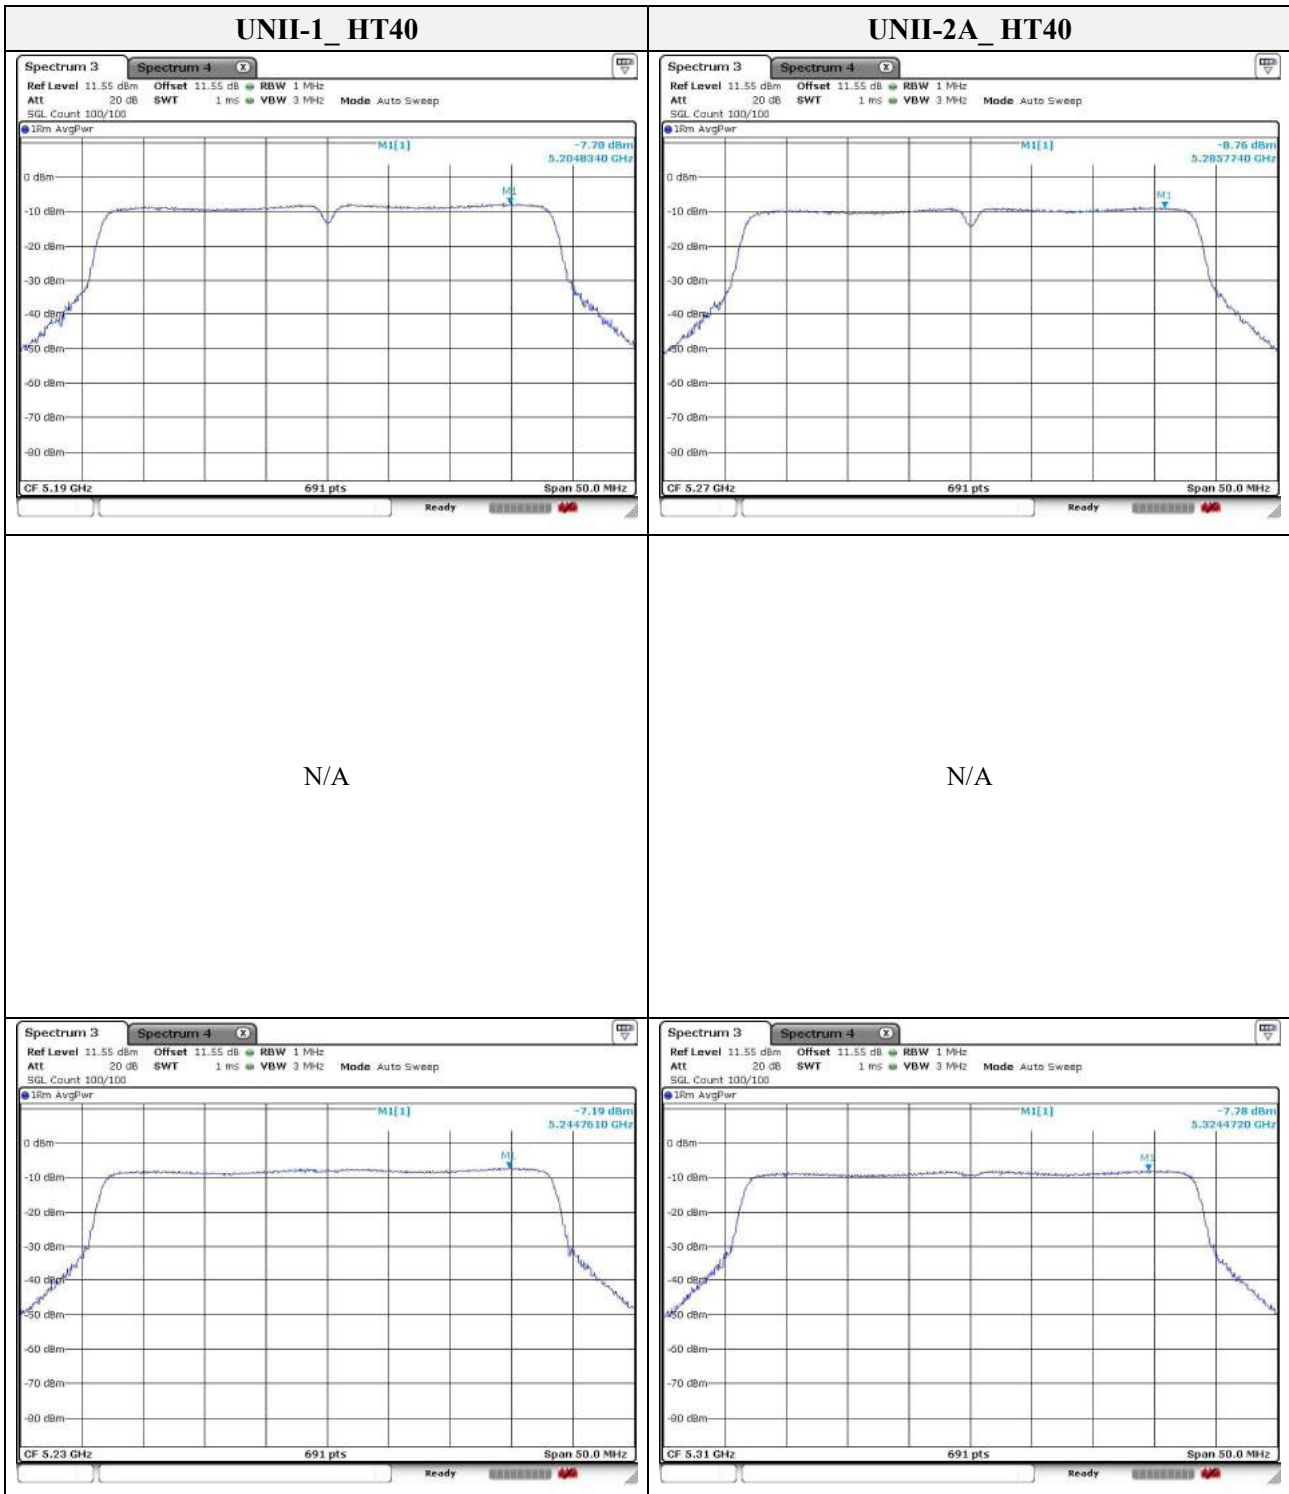 UNII-1_ HT40
UNII-2A_ HT40
Spectrum 3 Spectrum 4 X
Ref Level 11.55 dBm Offset 11.55 dB RBW 1 MHz
Att 20 dB SWT 1 ms VBW 3 MHz Mode Auto Sweep
SGL Count 100/100
1Rm AvgPwr
M1[1] -7.70 dBm
5.2048340 GHz
0 dBm
M1
-10 dBm
-20 dBm
-30 dBm
-40 dBm
-50 dBm
-60 dBm
-70 dBm
-80 dBm
CF 5.19 GHz 691 pts Span 50.0 MHz
Ready
Spectrum 3 Spectrum 4 X
Ref Level 11.55 dBm Offset 11.55 dB RBW 1 MHz
Att 20 dB SWT 1 ms VBW 3 MHz Mode Auto Sweep
SGL Count 100/100
1Rm AvgPwr
M1[1] -8.76 dBm
5.2857740 GHz
0 dBm
M1
-10 dBm
-20 dBm
-30 dBm
-40 dBm
-50 dBm
-60 dBm
-70 dBm
-80 dBm
CF 5.27 GHz 691 pts Span 50.0 MHz
Ready
N/A
N/A
Spectrum 3 Spectrum 4 X
Ref Level 11.55 dBm Offset 11.55 dB RBW 1 MHz
Att 20 dB SWT 1 ms VBW 3 MHz Mode Auto Sweep
SGL Count 100/100
1Rm AvgPwr
M1[1] -7.19 dBm
5.2447610 GHz
0 dBm
M1
-10 dBm
-20 dBm
-30 dBm
-40 dBm
-50 dBm
-60 dBm
-70 dBm
-80 dBm
CF 5.23 GHz 691 pts Span 50.0 MHz
Ready
Spectrum 3 Spectrum 4 X
Ref Level 11.55 dBm Offset 11.55 dB RBW 1 MHz
Att 20 dB SWT 1 ms VBW 3 MHz Mode Auto Sweep
SGL Count 100/100
1Rm AvgPwr
M1[1] -7.78 dBm
5.3244720 GHz
0 dBm
M1
-10 dBm
-20 dBm
-30 dBm
-40 dBm
-50 dBm
-60 dBm
-70 dBm
-80 dBm
CF 5.31 GHz 691 pts Span 50.0 MHz
Ready